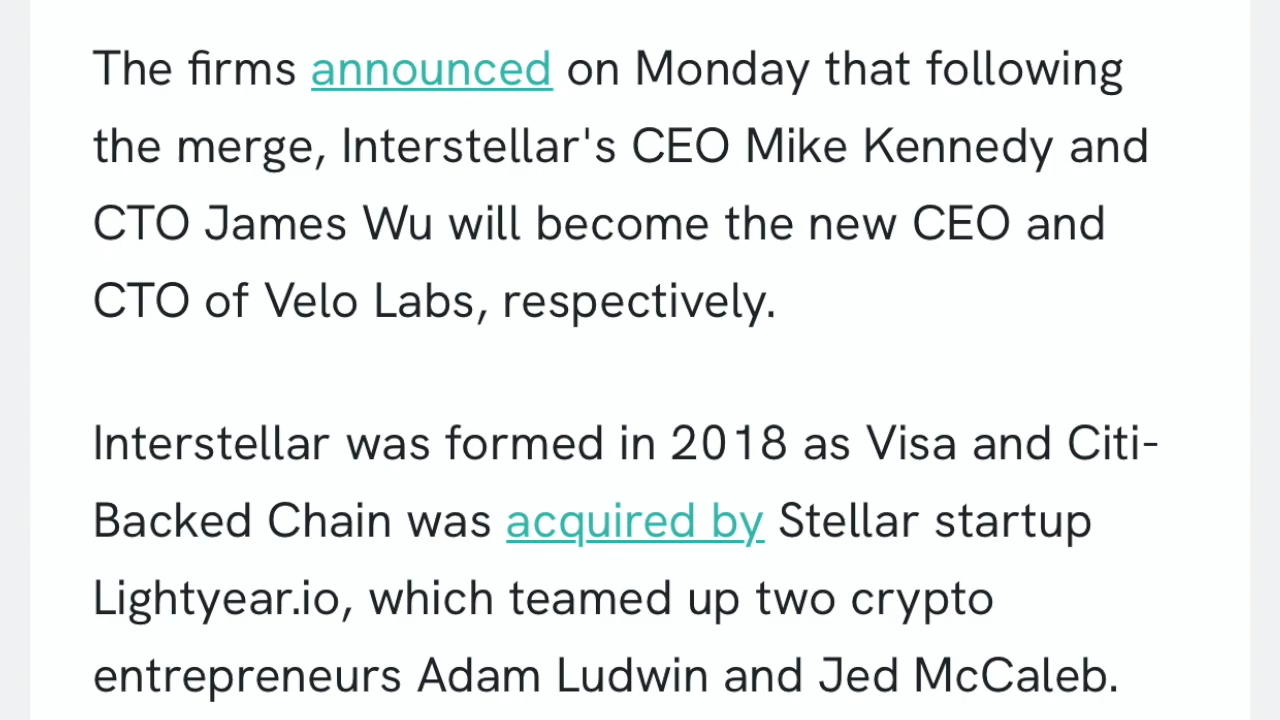 The firms announced on Monday that following
the merge, Interstellar's CEO Mike Kennedy and
CTO James Wu will become the new CEO and
CTO of Velo Labs, respectively.
Interstellar was formed in 2018 as Visa and Citi-
Backed Chain was acquired by Stellar startup
Lightyear.io, which teamed up two crypto
entrepreneurs Adam Ludwin and Jed McCaleb.